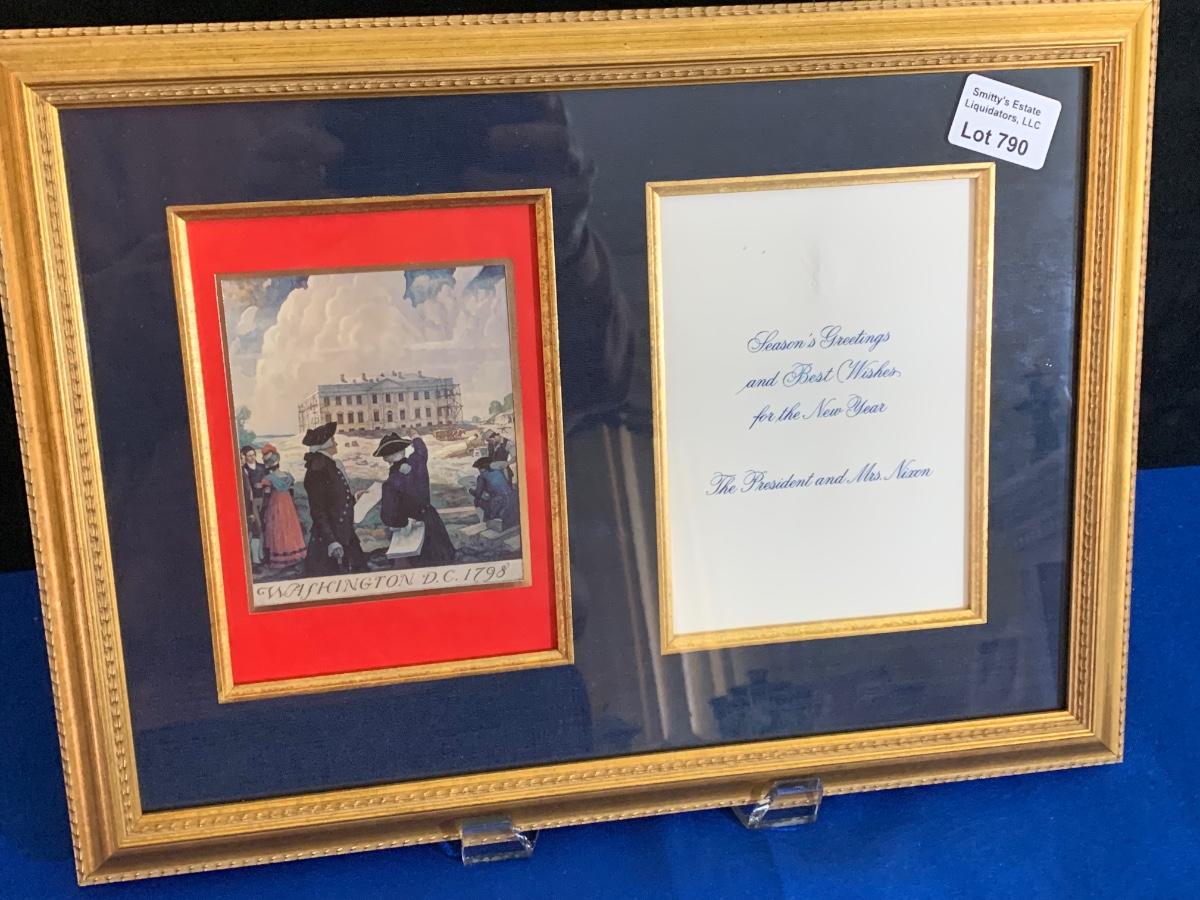 Smitty's Estate
Liquidators, LLC
Lot 790
WASHINGTON D.C. 1798
Season's Greetings
and Best Wishes
for the New Year
The President and Mrs. Nixon